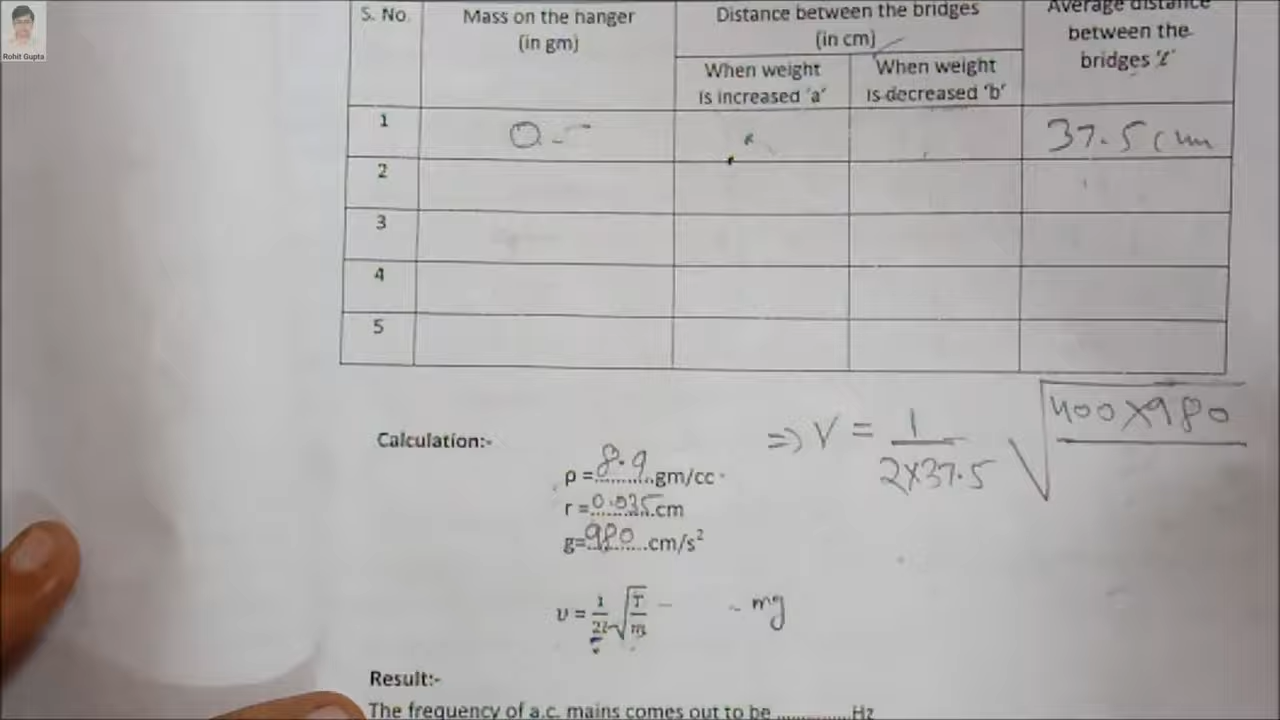 Rohit Gupta
S. No.
Mass on the hanger
(in gm)
Distance between the bridges
(in cm)
Average distance
between the
bridges 'l'
When weight
is increased 'a'
When weight
is decreased 'b'
1
37.5 cm
2
3
4
5
Calculation:-
ρ = 8.9 gm/cc
r = 0.035 cm
g= 980 cm/s²
⇒ V = 1/(2×37.5) √(400×980
υ = 1/2l √T/m
mg
Result:-
The frequency of a.c. mains comes out to be ..............Hz